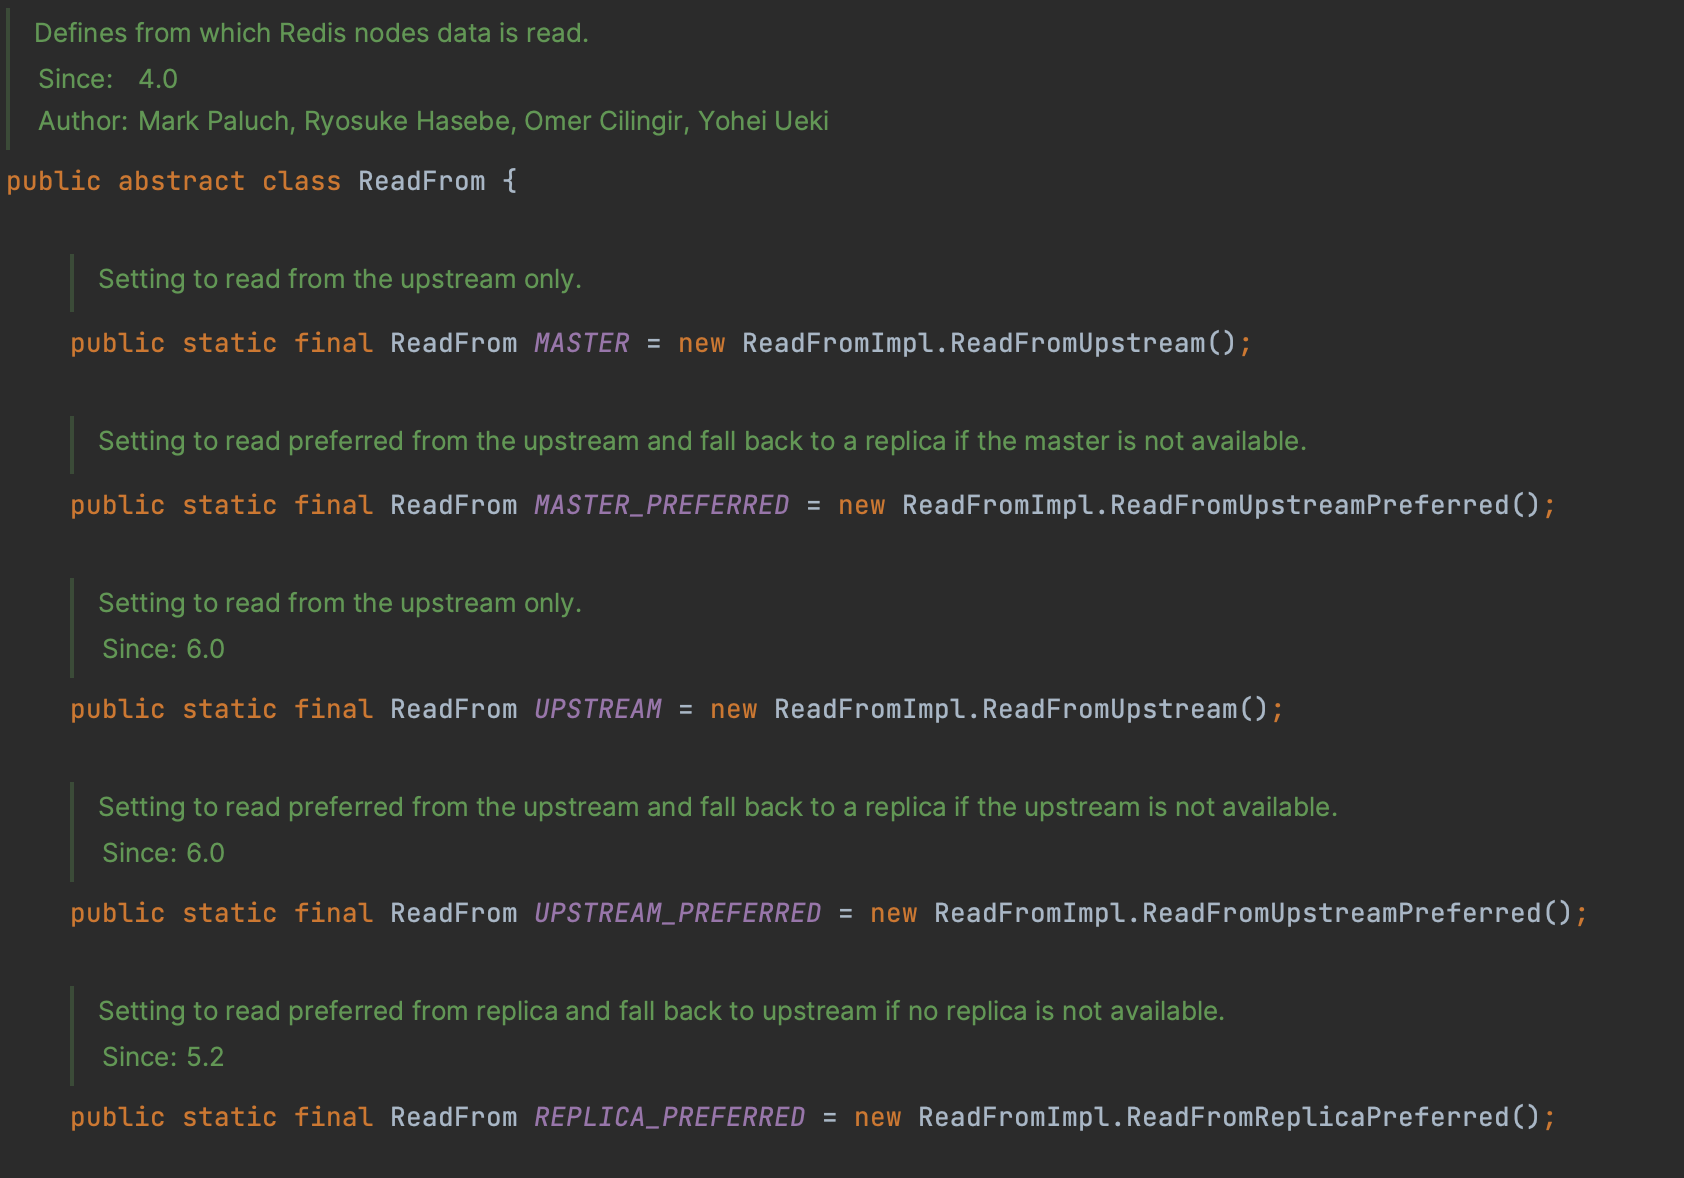 Defines from which Redis nodes data is read.
Since: 4.0
Author: Mark Paluch, Ryosuke Hasebe, Omer Cilingir, Yohei Ueki
public abstract class ReadFrom {
Setting to read from the upstream only.
public static final ReadFrom MASTER = new ReadFromImpl.ReadFromUpstream();
Setting to read preferred from the upstream and fall back to a replica if the master is not available.
public static final ReadFrom MASTER_PREFERRED = new ReadFromImpl.ReadFromUpstreamPreferred();
Setting to read from the upstream only.
Since: 6.0
public static final ReadFrom UPSTREAM = new ReadFromImpl.ReadFromUpstream();
Setting to read preferred from the upstream and fall back to a replica if the upstream is not available.
Since: 6.0
public static final ReadFrom UPSTREAM_PREFERRED = new ReadFromImpl.ReadFromUpstreamPreferred();
Setting to read preferred from replica and fall back to upstream if no replica is not available.
Since: 5.2
public static final ReadFrom REPLICA_PREFERRED = new ReadFromImpl.ReadFromReplicaPreferred();